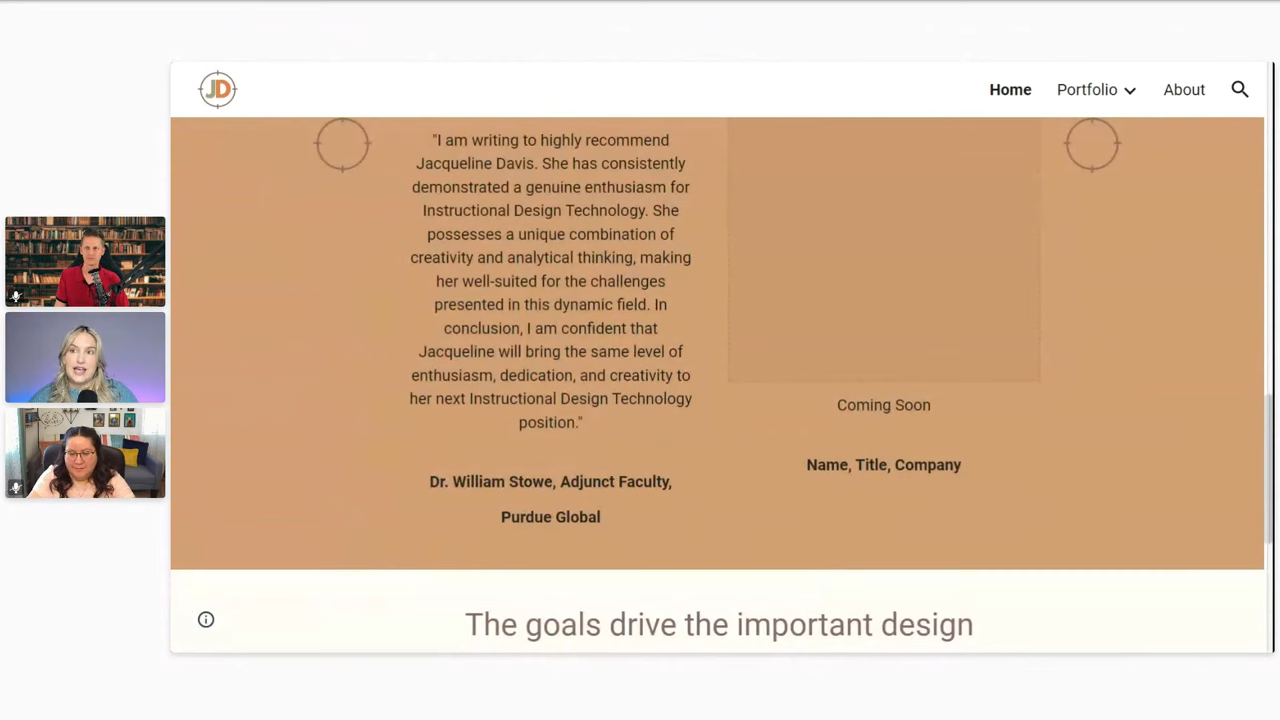 JD
Home
Portfolio
About
"I am writing to highly recommend
Jacqueline Davis. She has consistently
demonstrated a genuine enthusiasm for
Instructional Design Technology. She
possesses a unique combination of
creativity and analytical thinking, making
her well-suited for the challenges
presented in this dynamic field. In
conclusion, I am confident that
Jacqueline will bring the same level of
enthusiasm, dedication, and creativity to
her next Instructional Design Technology
position."
Dr. William Stowe, Adjunct Faculty,
Purdue Global
Coming Soon
Name, Title, Company
The goals drive the important design